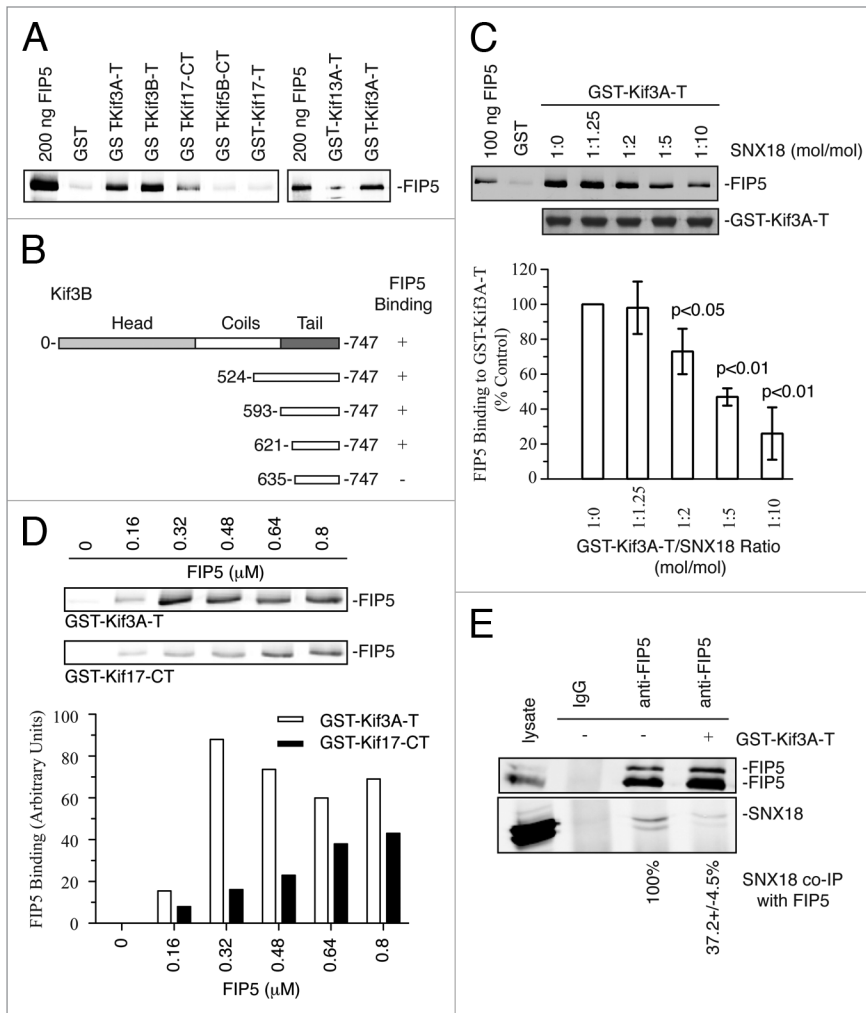 A
200 ng FIP5
GST
GST-Kif3A-T
GST-Kif3B-T
GST-Kif17-CT
GST-Kif5B-CT
GST-Kif17-T
200 ng FIP5
GST-Kif13A-T
GST-Kif3A-T
-FIP5
B
Kif3B
FIP5
Binding
Head Coils Tail
0- -747 +
524- -747 +
593- -747 +
621- -747 +
635- -747 -
C
100 ng FIP5
GST
GST-Kif3A-T
1:0 1:1.25 1:2 1:5 1:10
SNX18 (mol/mol)
-FIP5
-GST-Kif3A-T
FIP5 Binding to GST-Kif3A-T
(% Control)
120
100
80
60
40
20
0
p<0.05
p<0.01
p<0.01
1:0 1:1.25 1:2 1:5 1:10
GST-Kif3A-T/SNX18 Ratio
(mol/mol)
D
0 0.16 0.32 0.48 0.64 0.8
FIP5 (μM)
-FIP5
GST-Kif3A-T
-FIP5
GST-Kif17-CT
FIP5 Binding (Arbitrary Units)
100
80
60
40
20
0
GST-Kif3A-T
GST-Kif17-CT
0 0.16 0.32 0.48 0.64 0.8
FIP5 (μM)
E
lysate
IgG
anti-FIP5
anti-FIP5
- - + GST-Kif3A-T
-FIP5
-FIP5
-SNX18
100%
37.2+/-4.5%
SNX18 co-IP
with FIP5